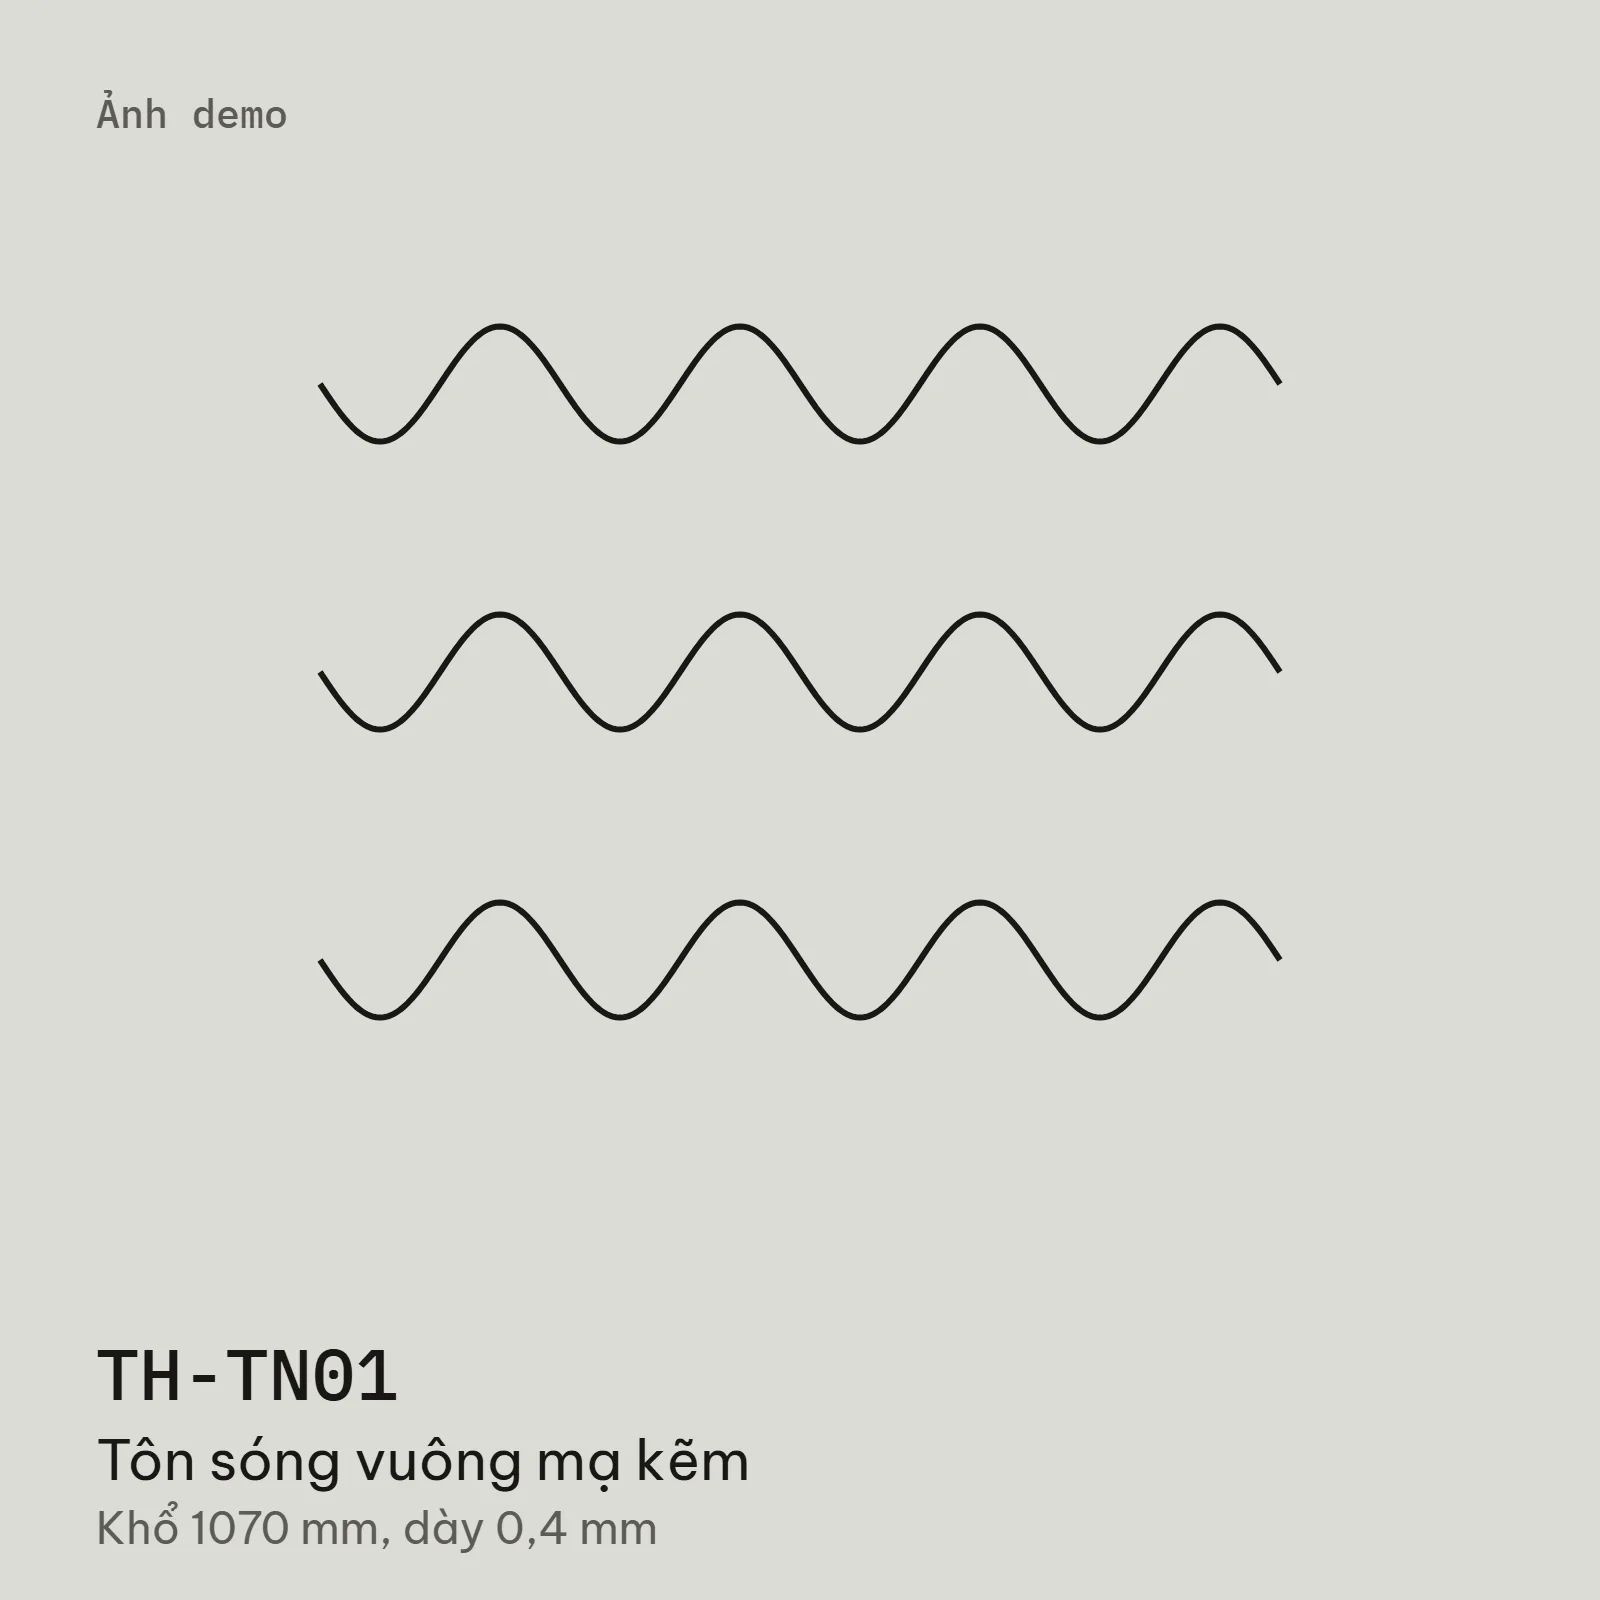 Ảnh demo
TH-TN01
Tôn sóng vuông mạ kẽm
Khổ 1070 mm, dày 0,4 mm